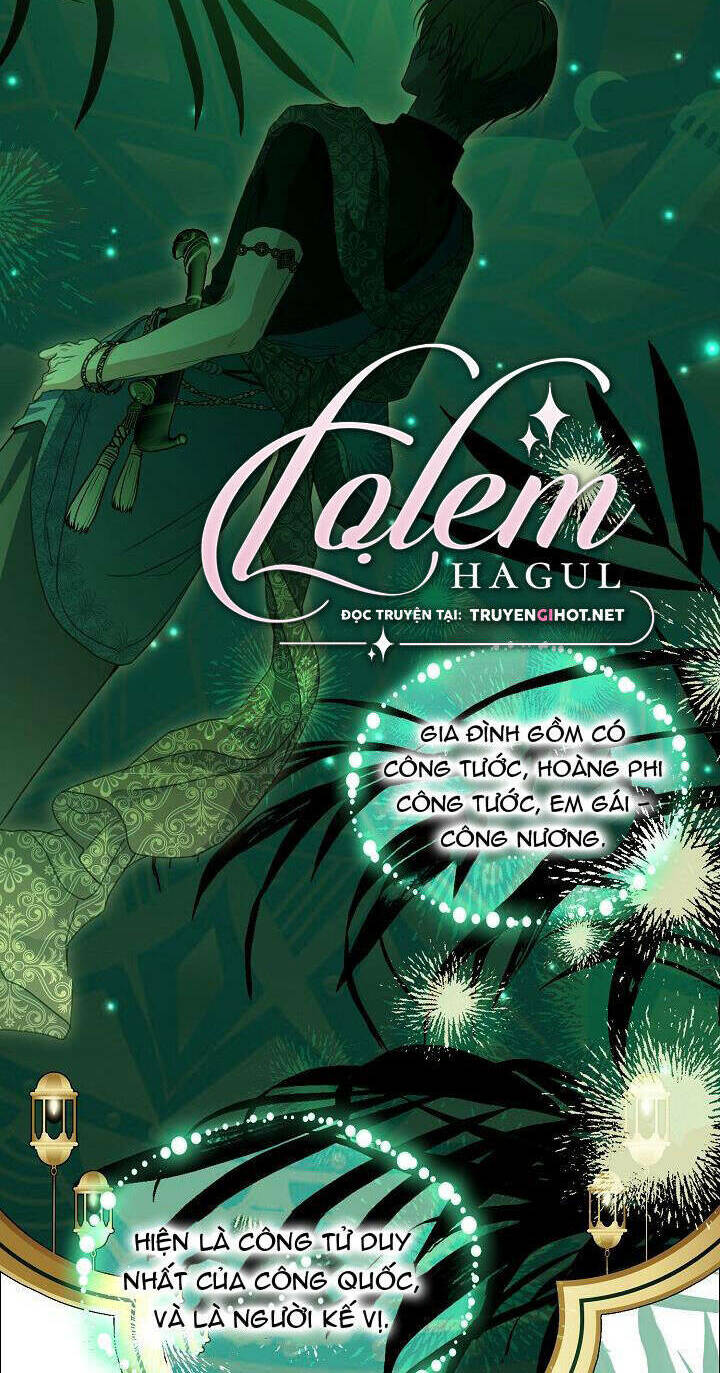 Lọlem
HAGUL
ĐỌC TRUYỆN TẠI: TRUYENGIHOT.NET
GIA ĐÌNH GỒM CÓ
CÔNG TƯỚC, HOÀNG PHI
CÔNG TƯỚC, EM GÁI -
CÔNG NƯƠNG.
HIỆN LÀ CÔNG TỬ DUY
NHẤT CỦA CÔNG QUỐC,
VÀ LÀ NGƯỜI KẾ VỊ.